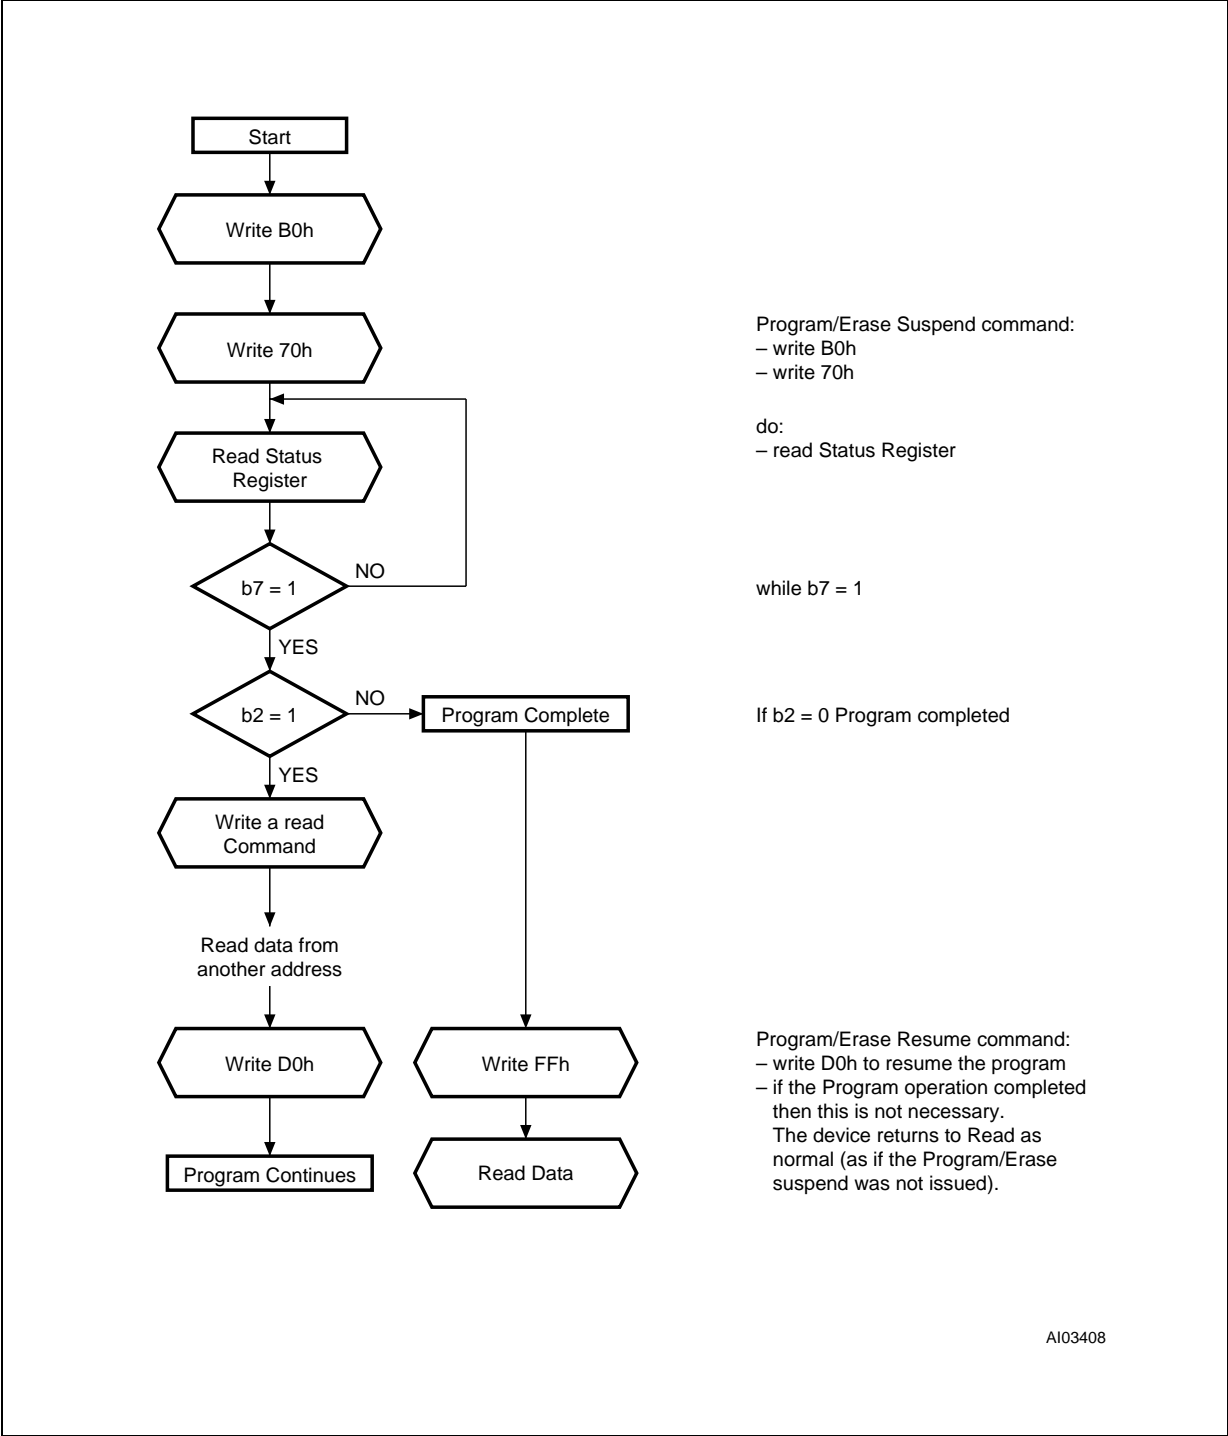 Start
Write B0h
Write 70h
Program/Erase Suspend command:
– write B0h
– write 70h
do:
– read Status Register
Read Status
Register
b7 = 1
NO
while b7 = 1
YES
b2 = 1
NO
Program Complete
If b2 = 0 Program completed
YES
Write a read
Command
Read data from
another address
Write D0h
Write FFh
Program/Erase Resume command:
– write D0h to resume the program
– if the Program operation completed
then this is not necessary.
The device returns to Read as
normal (as if the Program/Erase
suspend was not issued).
Program Continues
Read Data
AI03408